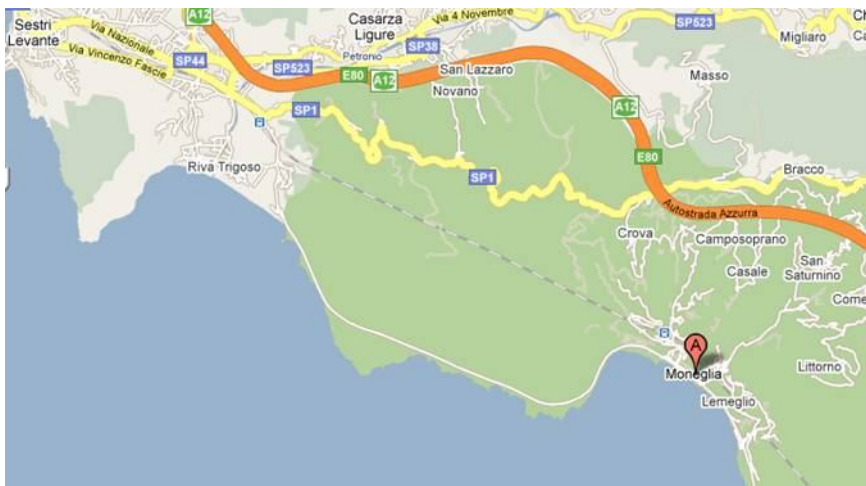 A12
Sestri
Levante
Via Nazionale
Via Vincenzo Fascie
SP44
Casarza
Ligure
Via 4 Novembre
Petronio
SP38
SP523
E80
A12
San Lazzaro
Novano
SP523
Migliaro
Masso
A12
E80
SP1
Riva Trigoso
SP1
Bracco
Autostrada Azzurra
Crova
Camposoprano
Casale
San
Saturnino
A
Moneglia
Littorno
Lemeglio